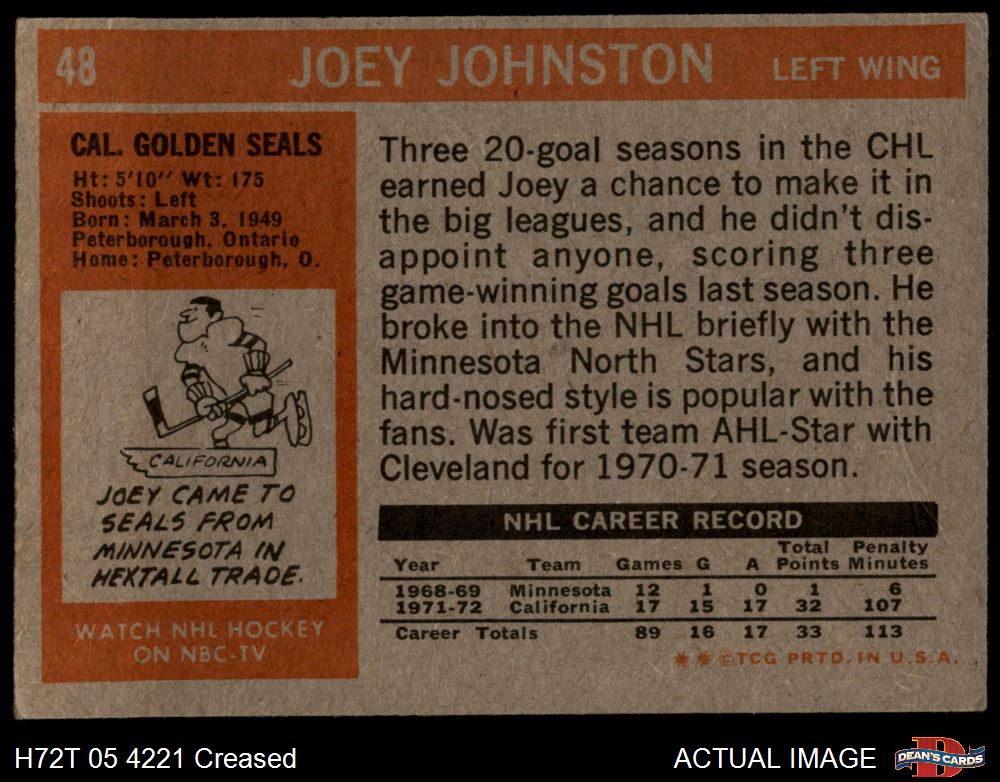 48 JOEY JOHNSTON LEFT WING
CAL. GOLDEN SEALS
Ht: 5'10" Wt: 175
Shoots: Left
Born: March 3, 1949
Peterborough, Ontario
Home: Peterborough, O.
CALIFORNIA
JOEY CAME TO
SEALS FROM
MINNESOTA IN
HEXTALL TRADE.
WATCH NHL HOCKEY
ON NBC-TV
Three 20-goal seasons in the CHL
earned Joey a chance to make it in
the big leagues, and he didn't dis-
appoint anyone, scoring three
game-winning goals last season. He
broke into the NHL briefly with the
Minnesota North Stars, and his
hard-nosed style is popular with the
fans. Was first team AHL-Star with
Cleveland for 1970-71 season.
NHL CAREER RECORD
Total Penalty
Year Team Games G A Points Minutes
1968-69 Minnesota 12 1 0 1 6
1971-72 California 17 15 17 32 107
Career Totals 89 16 17 33 113
* * ©TCG PRTD. IN U.S.A.
H72T 05 4221 Creased
ACTUAL IMAGE
D
DEAN'S CARDS